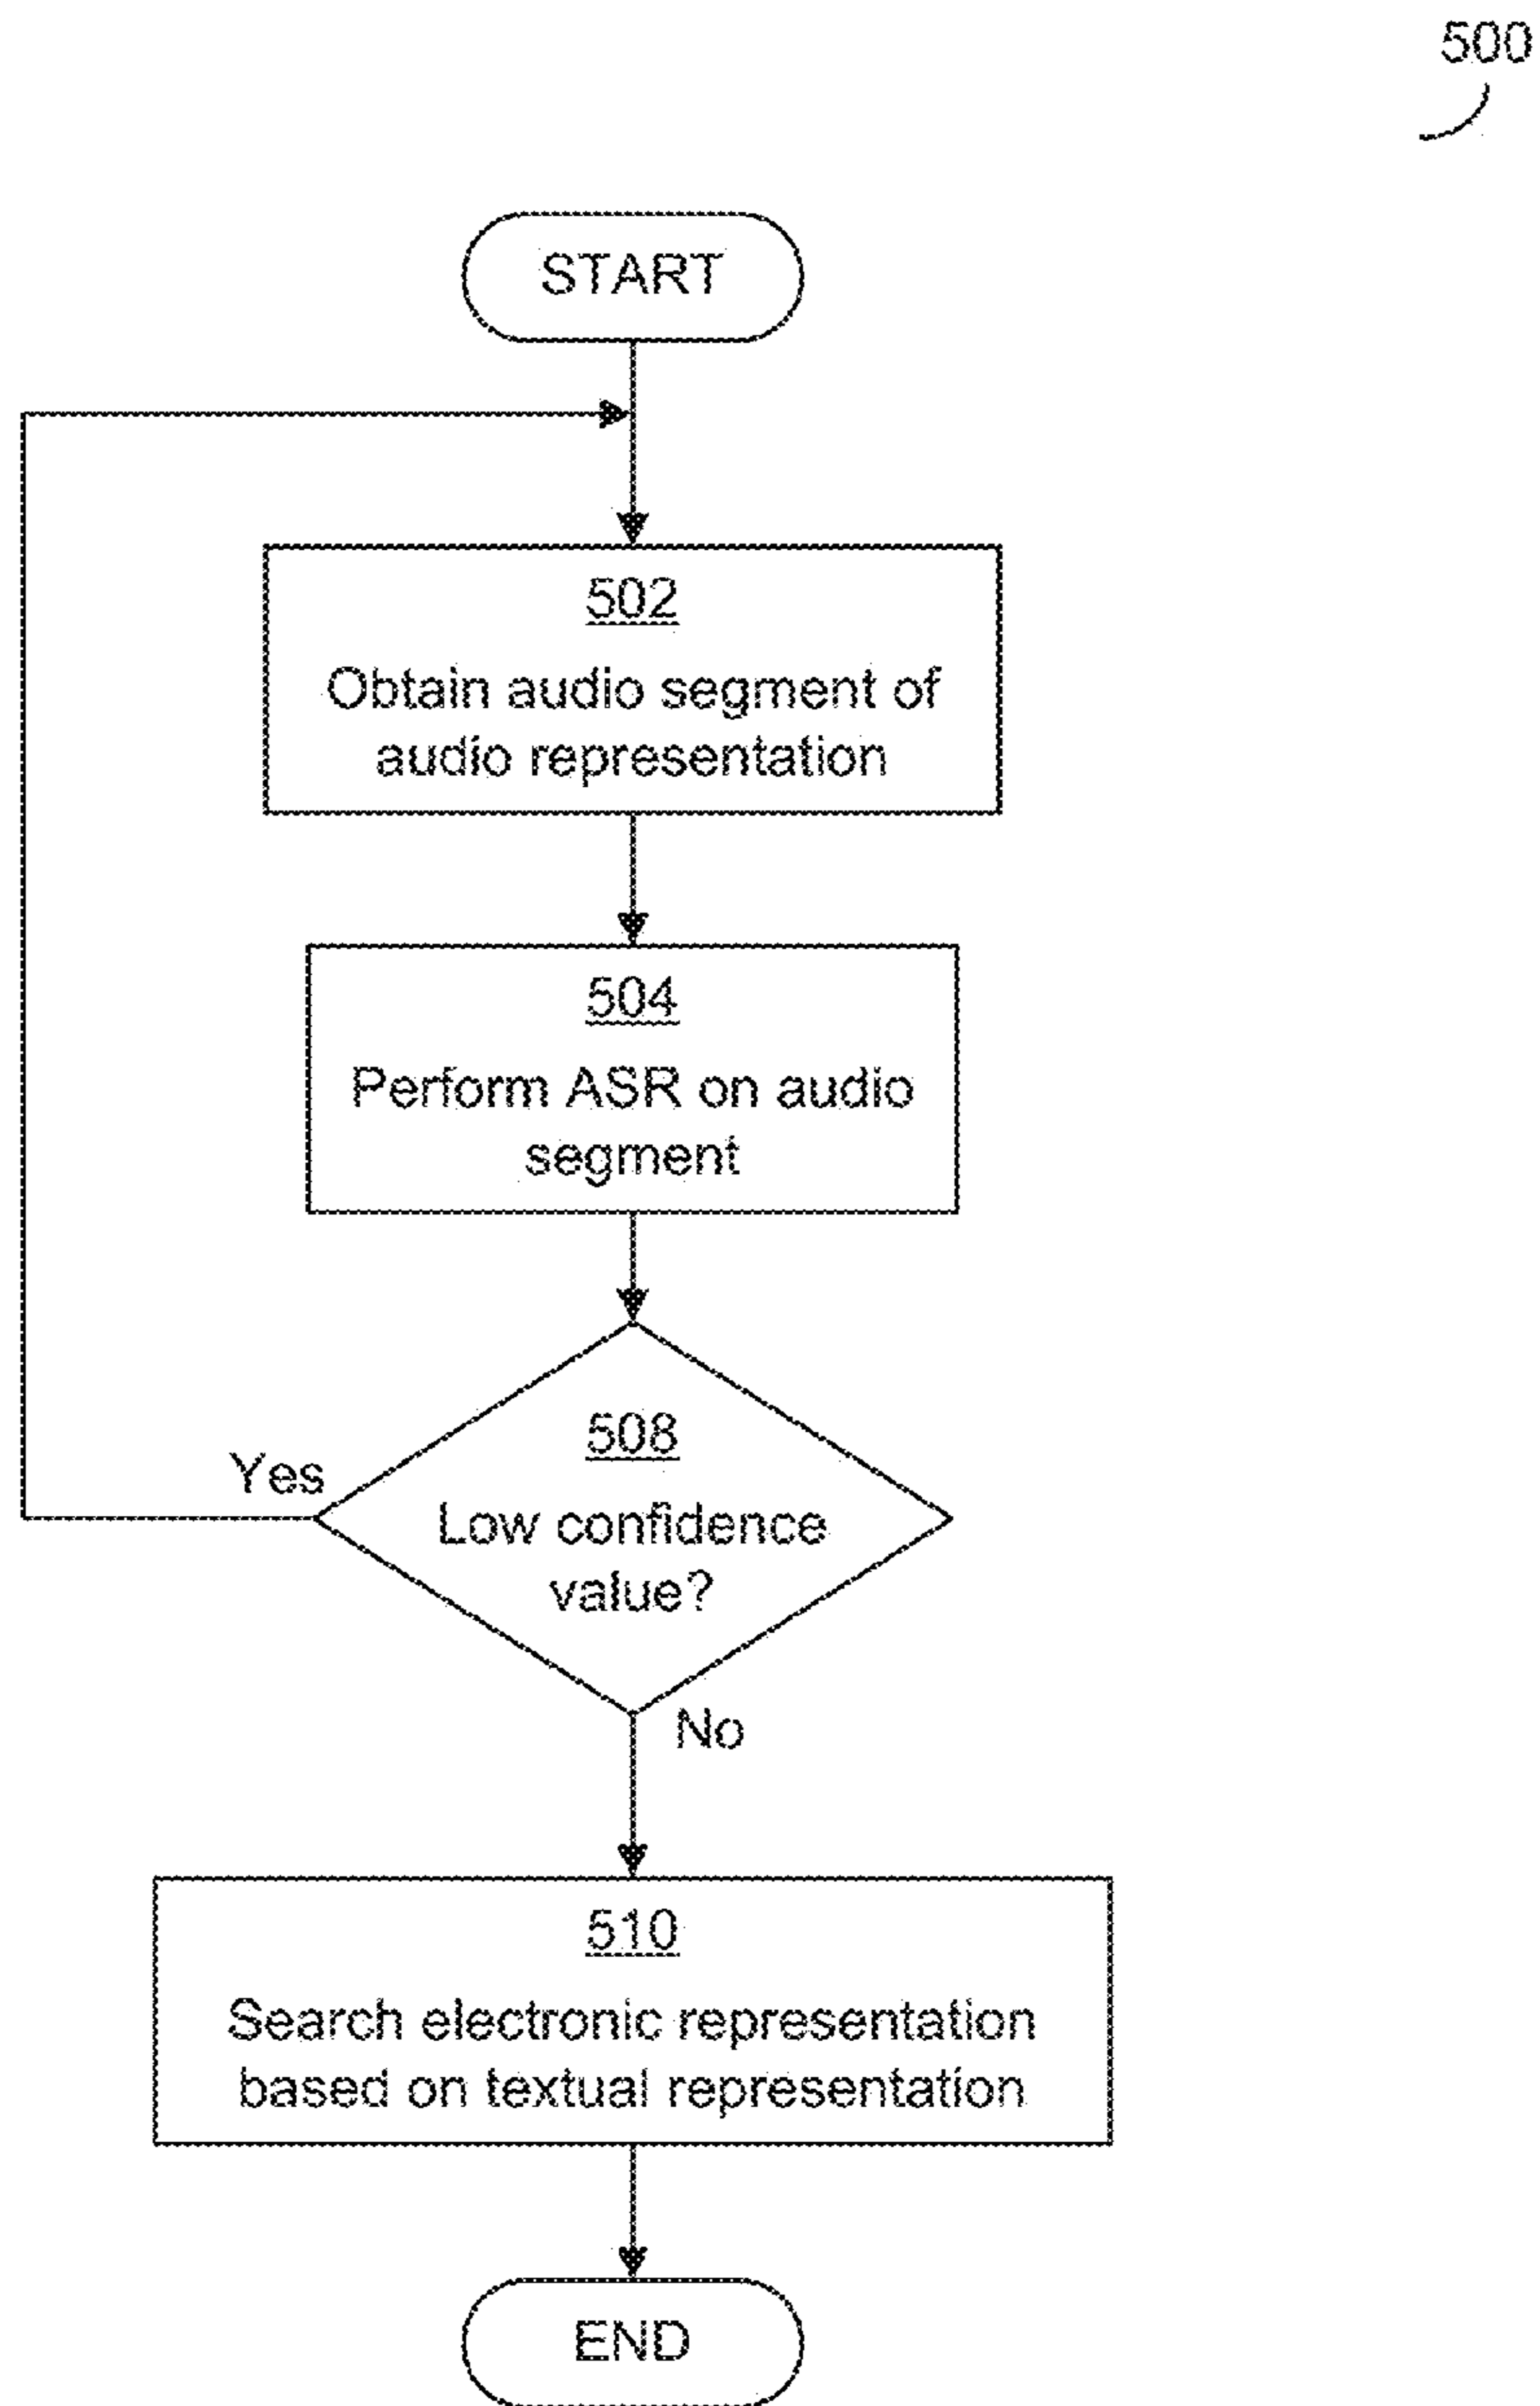 500
START
502
Obtain audio segment of
audio representation
504
Perform ASR on audio
segment
508
Low confidence
value?
Yes
No
510
Search electronic representation
based on textual representation
END